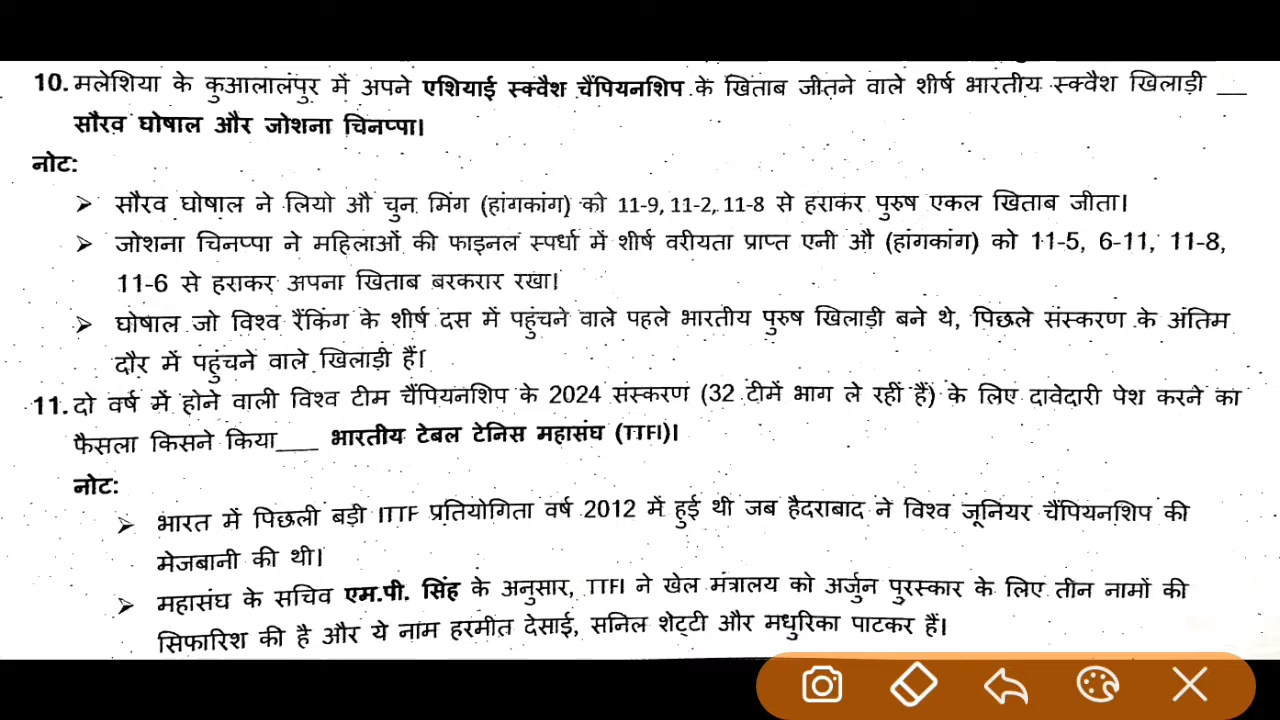 10. मलेशिया के कुआलालंपुर में अपने एशियाई स्क्वैश चैंपियनशिप के खिताब जीतने वाले शीर्ष भारतीय स्क्वैश खिलाड़ी __
सौरव घोषाल और जोशना चिनप्पा।
नोट:
➢ सौरव घोषाल ने लियो औ चुन मिंग (हांगकांग) को 11-9, 11-2, 11-8 से हराकर पुरुष एकल खिताब जीता।
➢ जोशना चिनप्पा ने महिलाओं की फाइनल स्पर्धा में शीर्ष वरीयता प्राप्त एनी औ (हांगकांग) को 11-5, 6-11, 11-8,
11-6 से हराकर अपना खिताब बरकरार रखा।
➢ घोषाल जो विश्व रैंकिंग के शीर्ष दस में पहुंचने वाले पहले भारतीय पुरुष खिलाड़ी बने थे, पिछले संस्करण के अंतिम
दौर में पहुंचने वाले खिलाड़ी हैं।
11. दो वर्ष में होने वाली विश्व टीम चैंपियनशिप के 2024 संस्करण (32 टीमें भाग ले रहीं हैं) के लिए दावेदारी पेश करने का
फैसला किसने किया___ भारतीय टेबल टेनिस महासंघ (TTFI)।
नोट:
➢ भारत में पिछली बड़ी ITTF प्रतियोगिता वर्ष 2012 में हुई थी जब हैदराबाद ने विश्व जूनियर चैंपियनशिप की
मेजबानी की थी।
➢ महासंघ के सचिव एम.पी. सिंह के अनुसार, TTFI ने खेल मंत्रालय को अर्जुन पुरस्कार के लिए तीन नामों की
सिफारिश की है और ये नाम हरमीत देसाई, सनिल शेट्टी और मधुरिका पाटकर हैं।